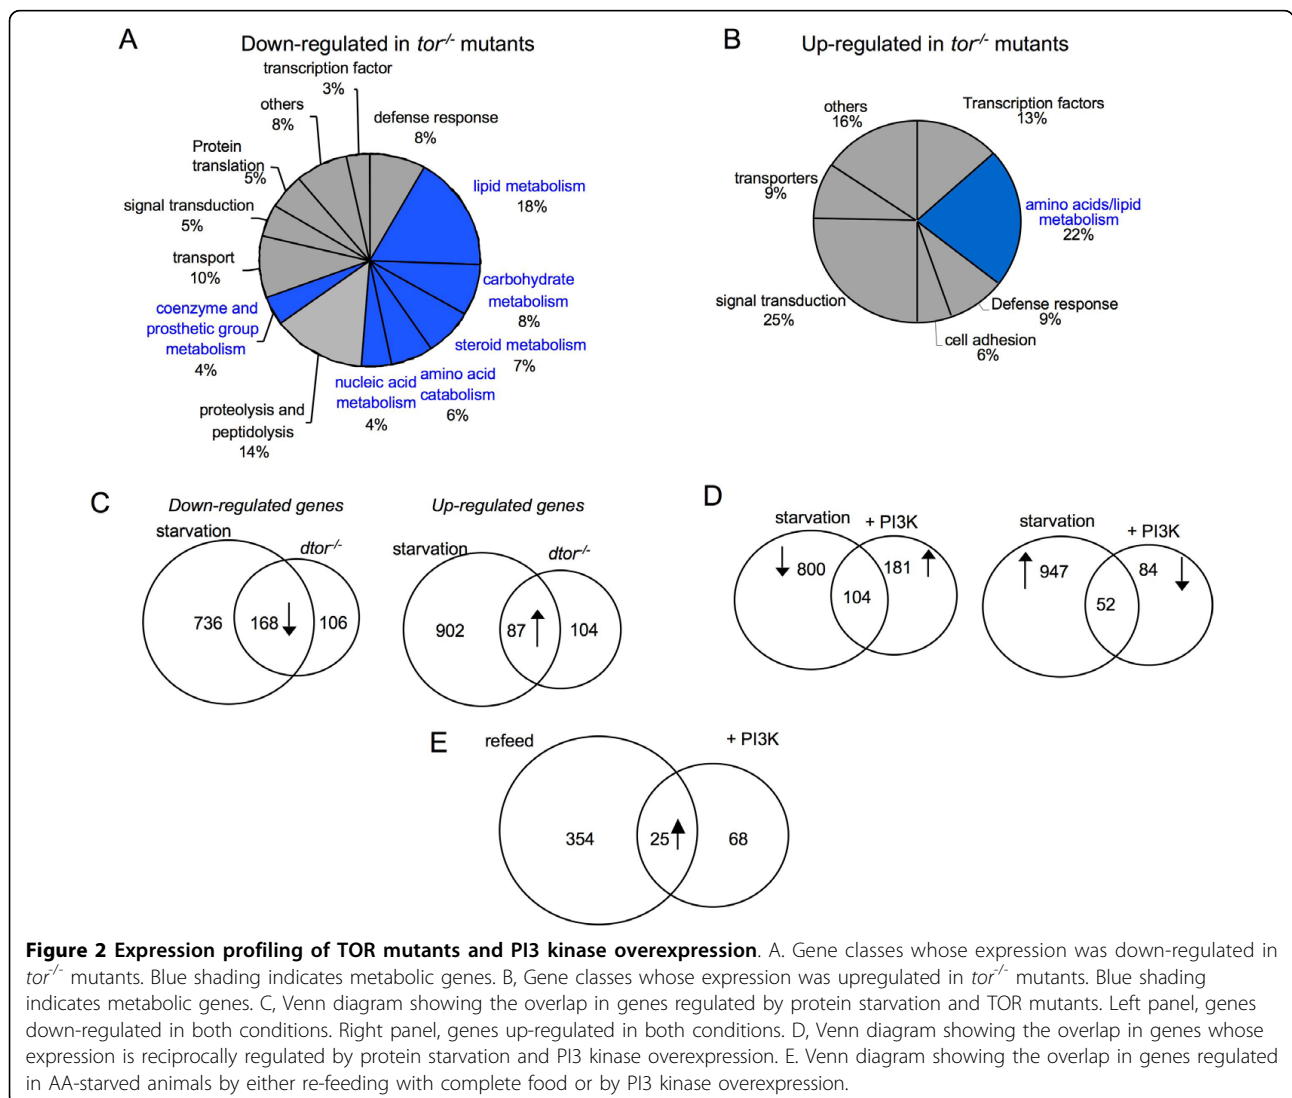 A
Down-regulated in tor-/- mutants
transcription factor
3%
others
8%
defense response
8%
Protein
translation
5%
lipid metabolism
18%
signal transduction
5%
transport
10%
carbohydrate
metabolism
8%
coenzyme and
prosthetic group
metabolism
4%
steroid metabolism
7%
nucleic acid
metabolism
4%
amino acid
catabolism
6%
proteolysis and
peptidolysis
14%
B
Up-regulated in tor-/- mutants
others
16%
Transcription factors
13%
transporters
9%
amino acids/lipid
metabolism
22%
signal transduction
25%
Defense response
9%
cell adhesion
6%
C
Down-regulated genes
starvation
dtor-/-
736
168
106
Up-regulated genes
starvation
dtor-/-
902
87
104
D
starvation
+ PI3K
800
104
181
starvation
+ PI3K
947
52
84
E
refeed
+ PI3K
354
25
68
Figure 2 Expression profiling of TOR mutants and PI3 kinase overexpression. A. Gene classes whose expression was down-regulated in
tor-/- mutants. Blue shading indicates metabolic genes. B, Gene classes whose expression was upregulated in tor-/- mutants. Blue shading
indicates metabolic genes. C, Venn diagram showing the overlap in genes regulated by protein starvation and TOR mutants. Left panel, genes
down-regulated in both conditions. Right panel, genes up-regulated in both conditions. D, Venn diagram showing the overlap in genes whose
expression is reciprocally regulated by protein starvation and PI3 kinase overexpression. E. Venn diagram showing the overlap in genes regulated
in AA-starved animals by either re-feeding with complete food or by PI3 kinase overexpression.